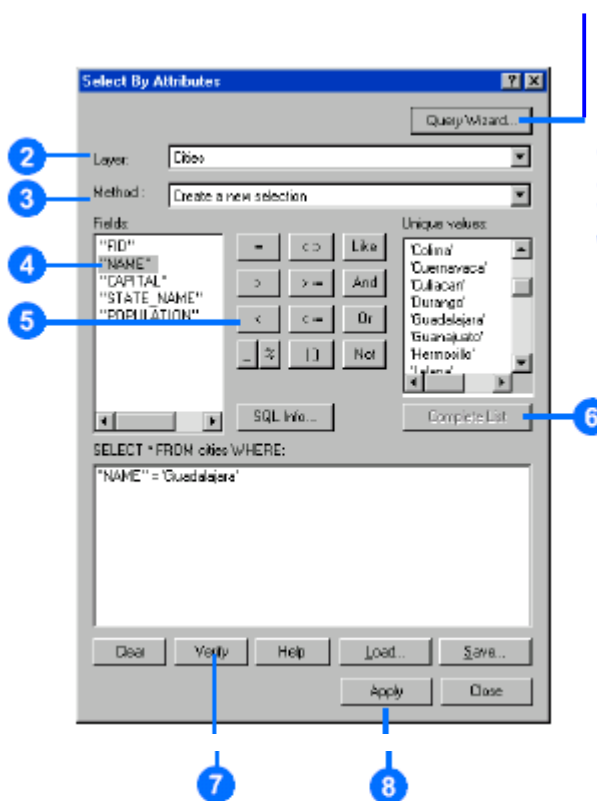 Select By Attributes
Query Wizard...
2
Layer:
Cities
3
Method :
Create a new selection
Fields:
Unique values:
"FID"
4
"NAME"
"CAPITAL"
"STATE_NAME"
5
"POPULATION"
= <> Like
> >= And
< <= Or
_ % () Not
'Colima'
'Cuernavaca'
'Culiacan'
'Durango'
'Guadalajara'
'Guanajuato'
'Hermosillo'
SQL Info...
Complete List
6
SELECT * FROM cities WHERE:
"NAME" = 'Guadalajara'
Clear Verify Help Load... Save...
Apply Close
7 8